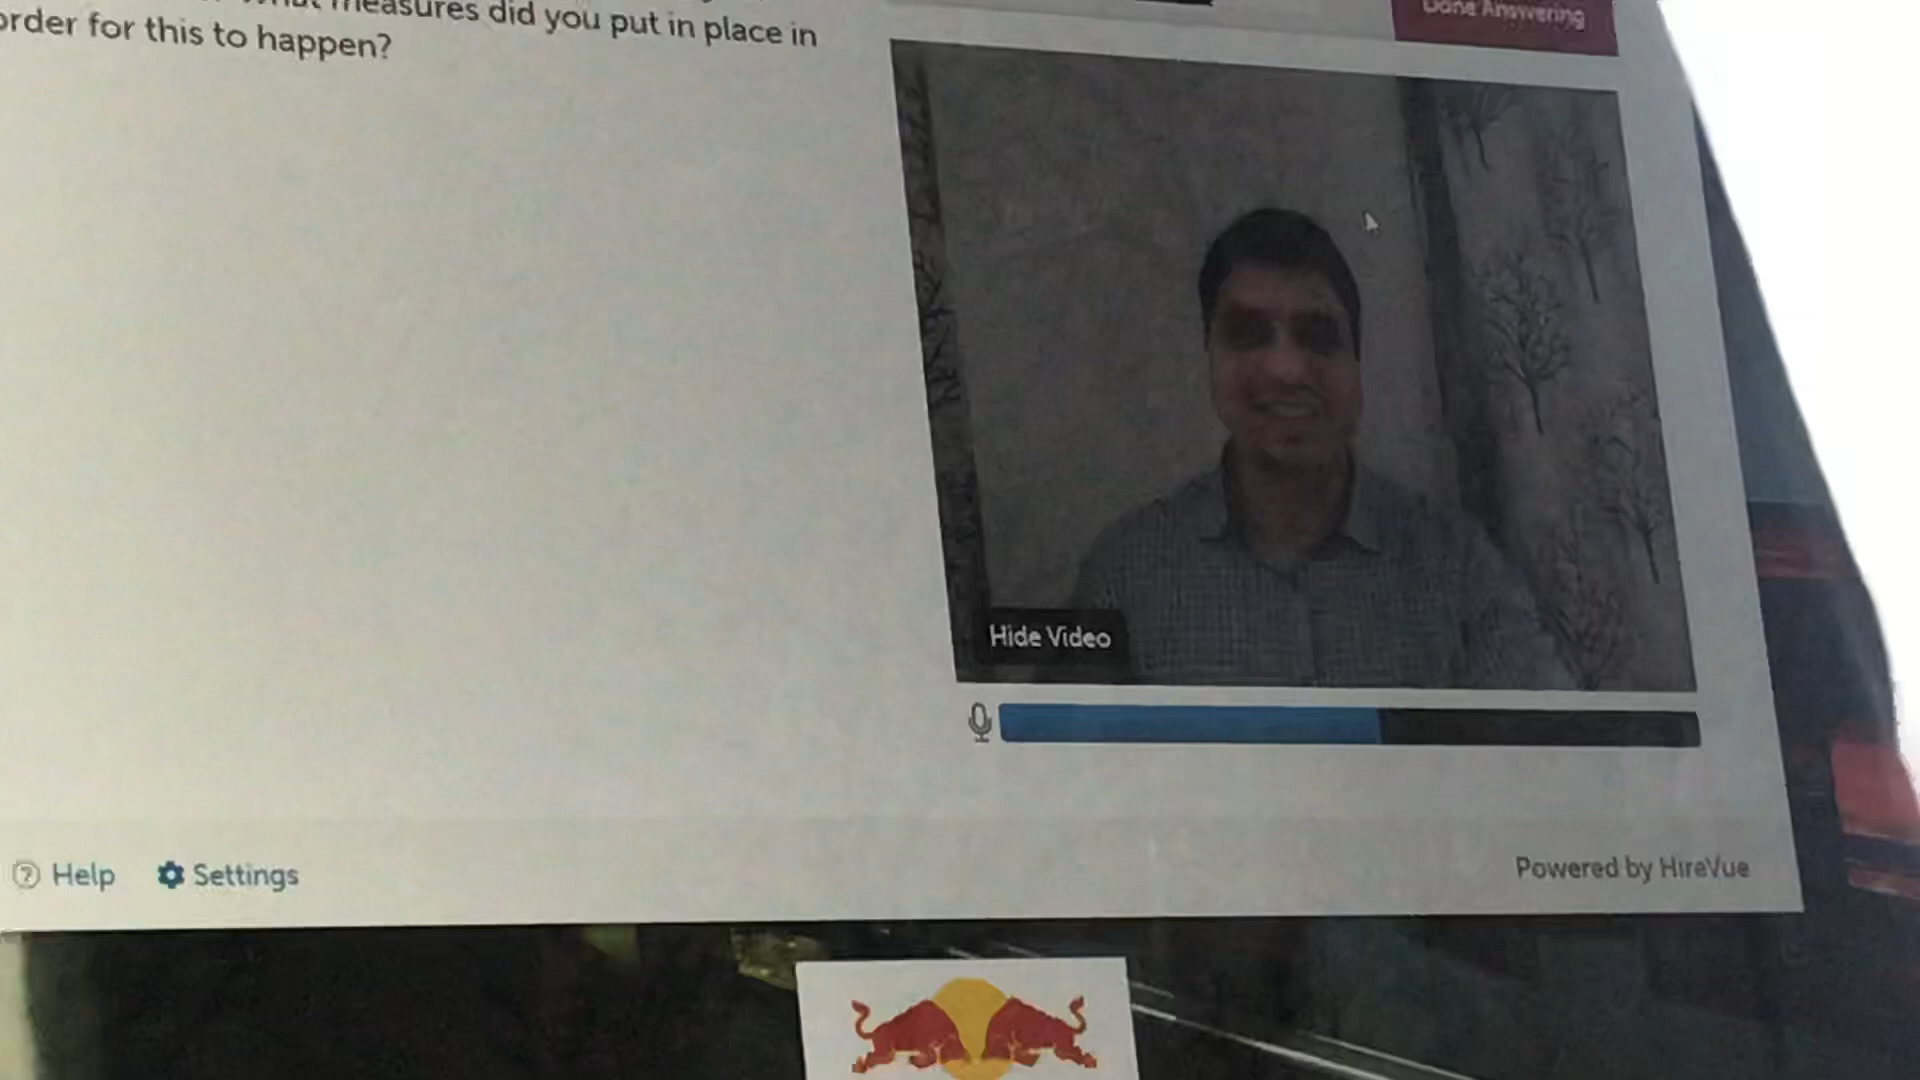 measures did you put in place in
order for this to happen?
Done Answering
Hide Video
Help
Settings
Powered by HireVue